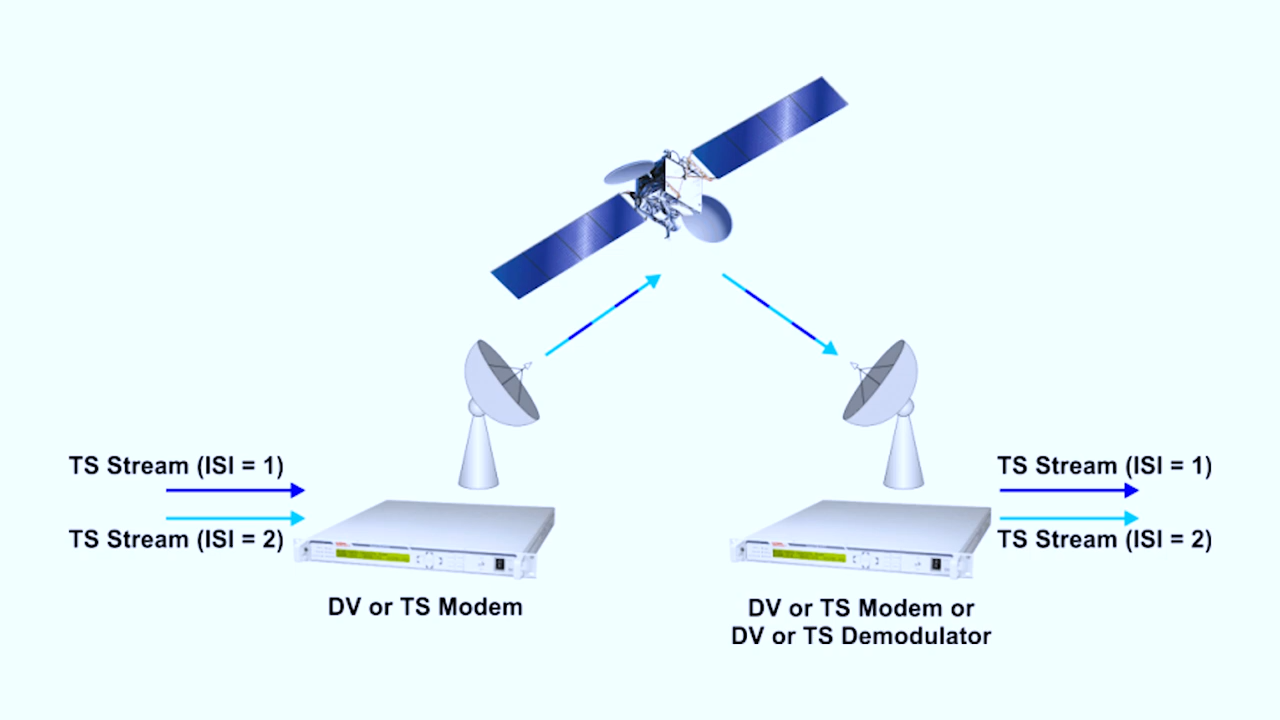 TS Stream (ISI = 1)
TS Stream (ISI = 2)
DV or TS Modem
TS Stream (ISI = 1)
TS Stream (ISI = 2)
DV or TS Modem or
DV or TS Demodulator